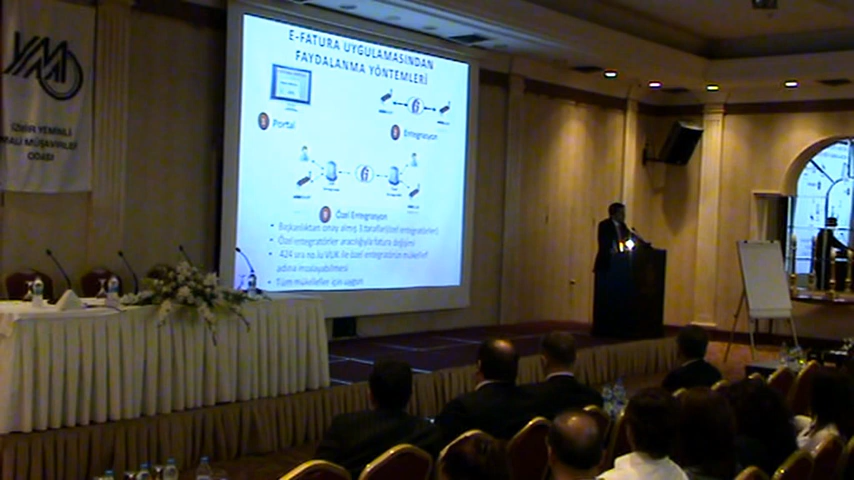 YMO
İZMİR YEMİNLİ
MALİ MÜŞAVİRLER
ODASI
E-FATURA UYGULAMASINDAN
FAYDALANMA YÖNTEMLERİ
Portal
Entegrasyon
Özel Entegrasyon
• Başkanlıktan onay almış 3.taraflar(özel entegratörler)
• Özel entegratörler aracılığıyla fatura değişimi
• 424 sıra no.lu VUK ile özel entegratörün mükellef
adına imzalayabilmesi
• Tüm mükellefler için uygun